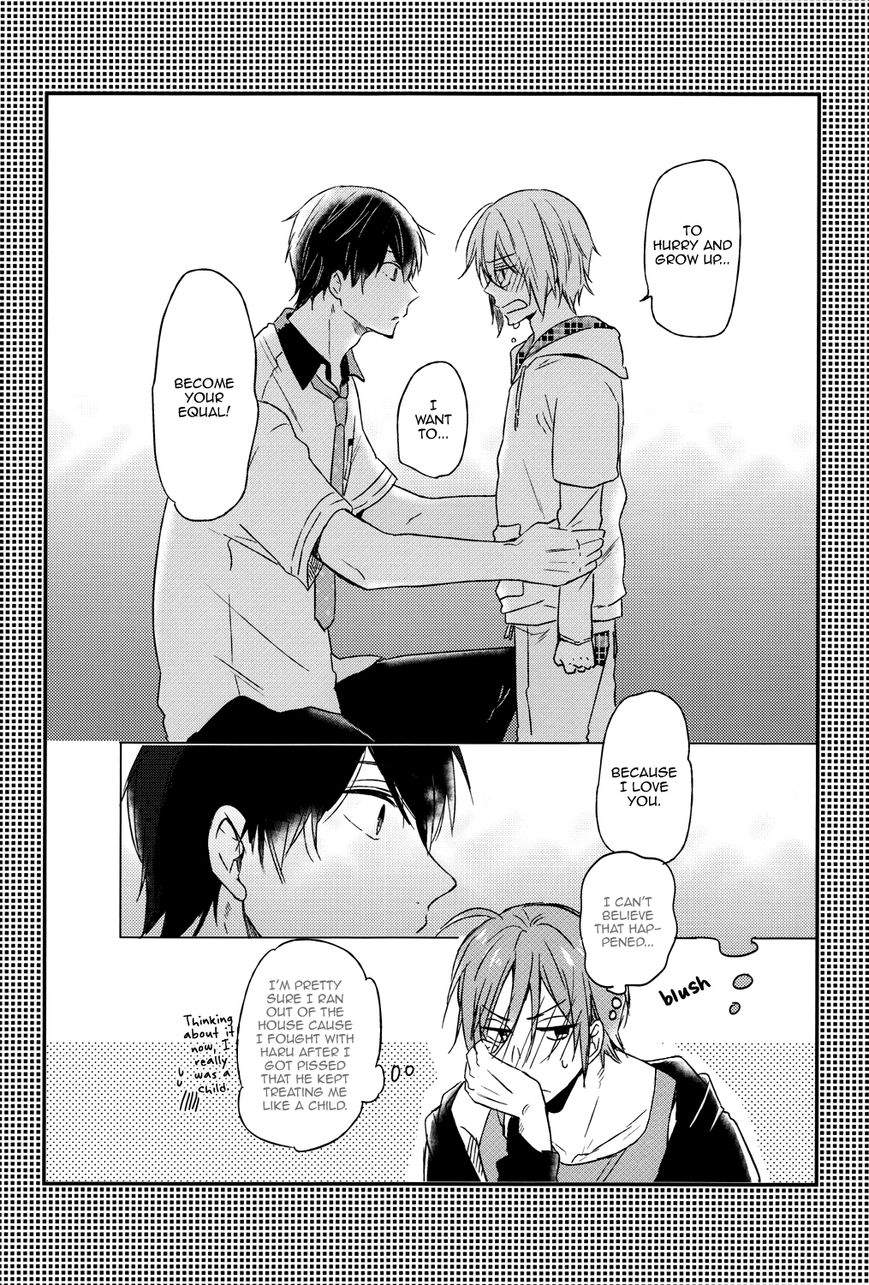 TO
HURRY AND
GROW UP...
I
WANT
TO...
BECOME
YOUR
EQUAL!
BECAUSE
I LOVE
YOU.
I CAN'T
BELIEVE
THAT HAP-
PENED...
blush
I'M PRETTY
SURE I RAN
OUT OF THE
HOUSE CAUSE
I FOUGHT WITH
HARU AFTER I
GOT PISSED
THAT HE KEPT
TREATING ME
LIKE A CHILD.
Thinking
about it
now, I
really
was a
child.